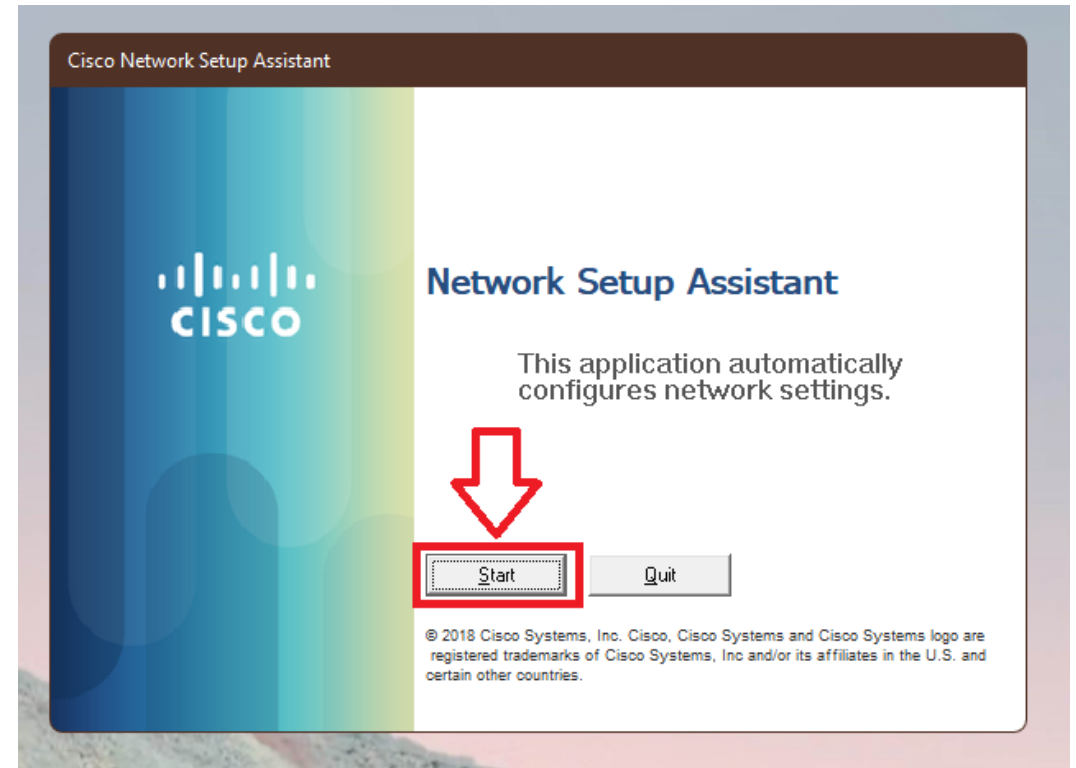 Cisco Network Setup Assistant
CISCO
Network Setup Assistant
This application automatically
configures network settings.
Start
Quit
© 2018 Cisco Systems, Inc. Cisco, Cisco Systems and Cisco Systems logo are
registered trademarks of Cisco Systems, Inc and/or its affiliates in the U.S. and
certain other countries.